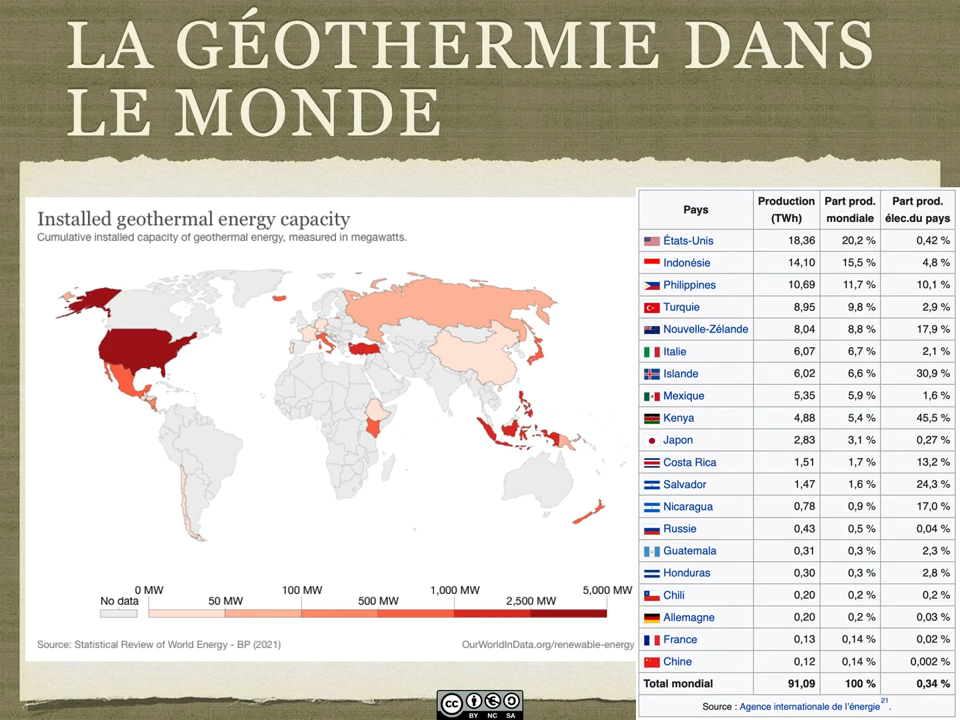 LA GÉOTHERMIE DANS
LE MONDE
Installed geothermal energy capacity
Cumulative installed capacity of geothermal energy, measured in megawatts.
No data
0 MW
50 MW
100 MW
500 MW
1,000 MW
2,500 MW
5,000 MW
Source: Statistical Review of World Energy - BP (2021)
OurWorldInData.org/renewable-energy
Pays Production (TWh) Part prod. mondiale Part prod. élec.du pays
États-Unis 18,36 20,2 % 0,42 %
Indonésie 14,10 15,5 % 4,8 %
Philippines 10,69 11,7 % 10,1 %
Turquie 8,95 9,8 % 2,9 %
Nouvelle-Zélande 8,04 8,8 % 17,9 %
Italie 6,07 6,7 % 2,1 %
Islande 6,02 6,6 % 30,9 %
Mexique 5,35 5,9 % 1,6 %
Kenya 4,88 5,4 % 45,5 %
Japon 2,83 3,1 % 0,27 %
Costa Rica 1,51 1,7 % 13,2 %
Salvador 1,47 1,6 % 24,3 %
Nicaragua 0,78 0,9 % 17,0 %
Russie 0,43 0,5 % 0,04 %
Guatemala 0,31 0,3 % 2,3 %
Honduras 0,30 0,3 % 2,8 %
Chili 0,20 0,2 % 0,2 %
Allemagne 0,20 0,2 % 0,03 %
France 0,13 0,14 % 0,02 %
Chine 0,12 0,14 % 0,002 %
Total mondial 91,09 100 % 0,34 %
Source : Agence internationale de l'énergie 21.
cc BY NC SA